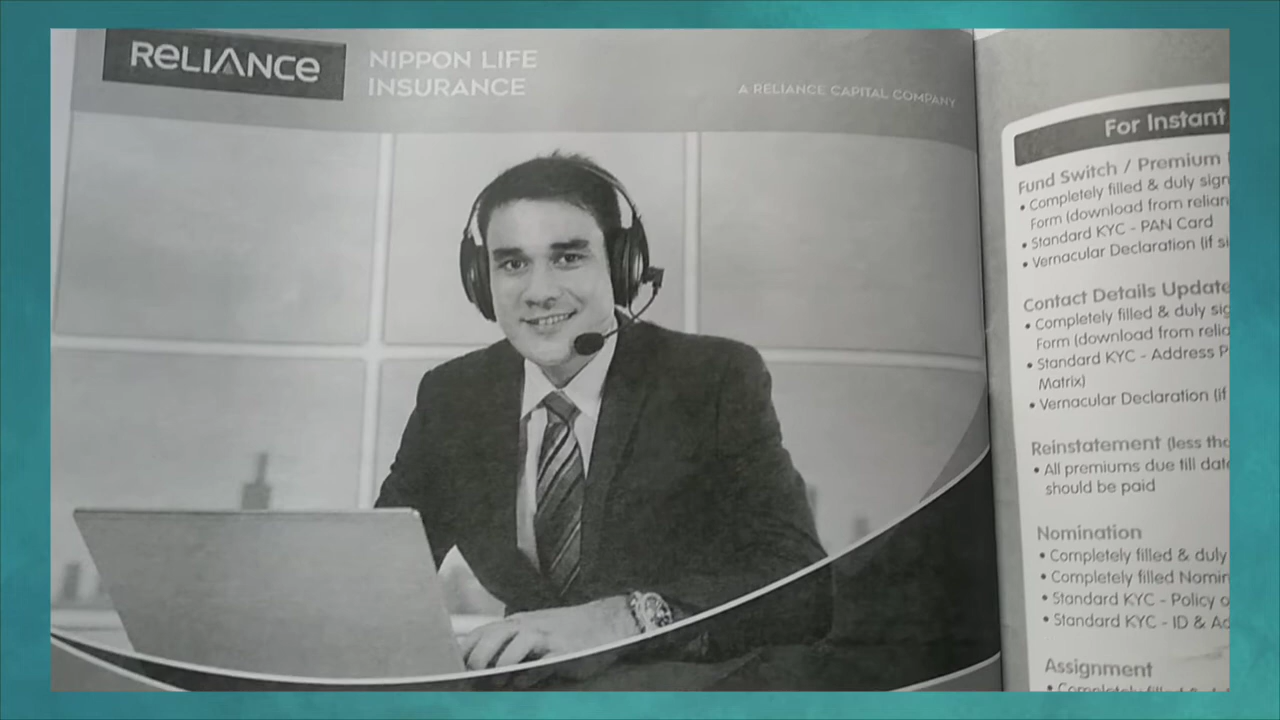 RELIANCE
NIPPON LIFE
INSURANCE
A RELIANCE CAPITAL COMPANY
For Instant
Fund Switch / Premium
• Completely filled & duly
Form (download from
• Standard KYC - PAN Card
• Vernacular Declaration (if
Contact Details Update
• Completely filled & duly
Form (download from
• Standard KYC - Address
Matrix)
• Vernacular Declaration (if
Reinstatement (less
• All premiums due till
should be paid
Nomination
• Completely filled & duly
• Completely filled
• Standard KYC - Policy
• Standard KYC - ID &
Assignment